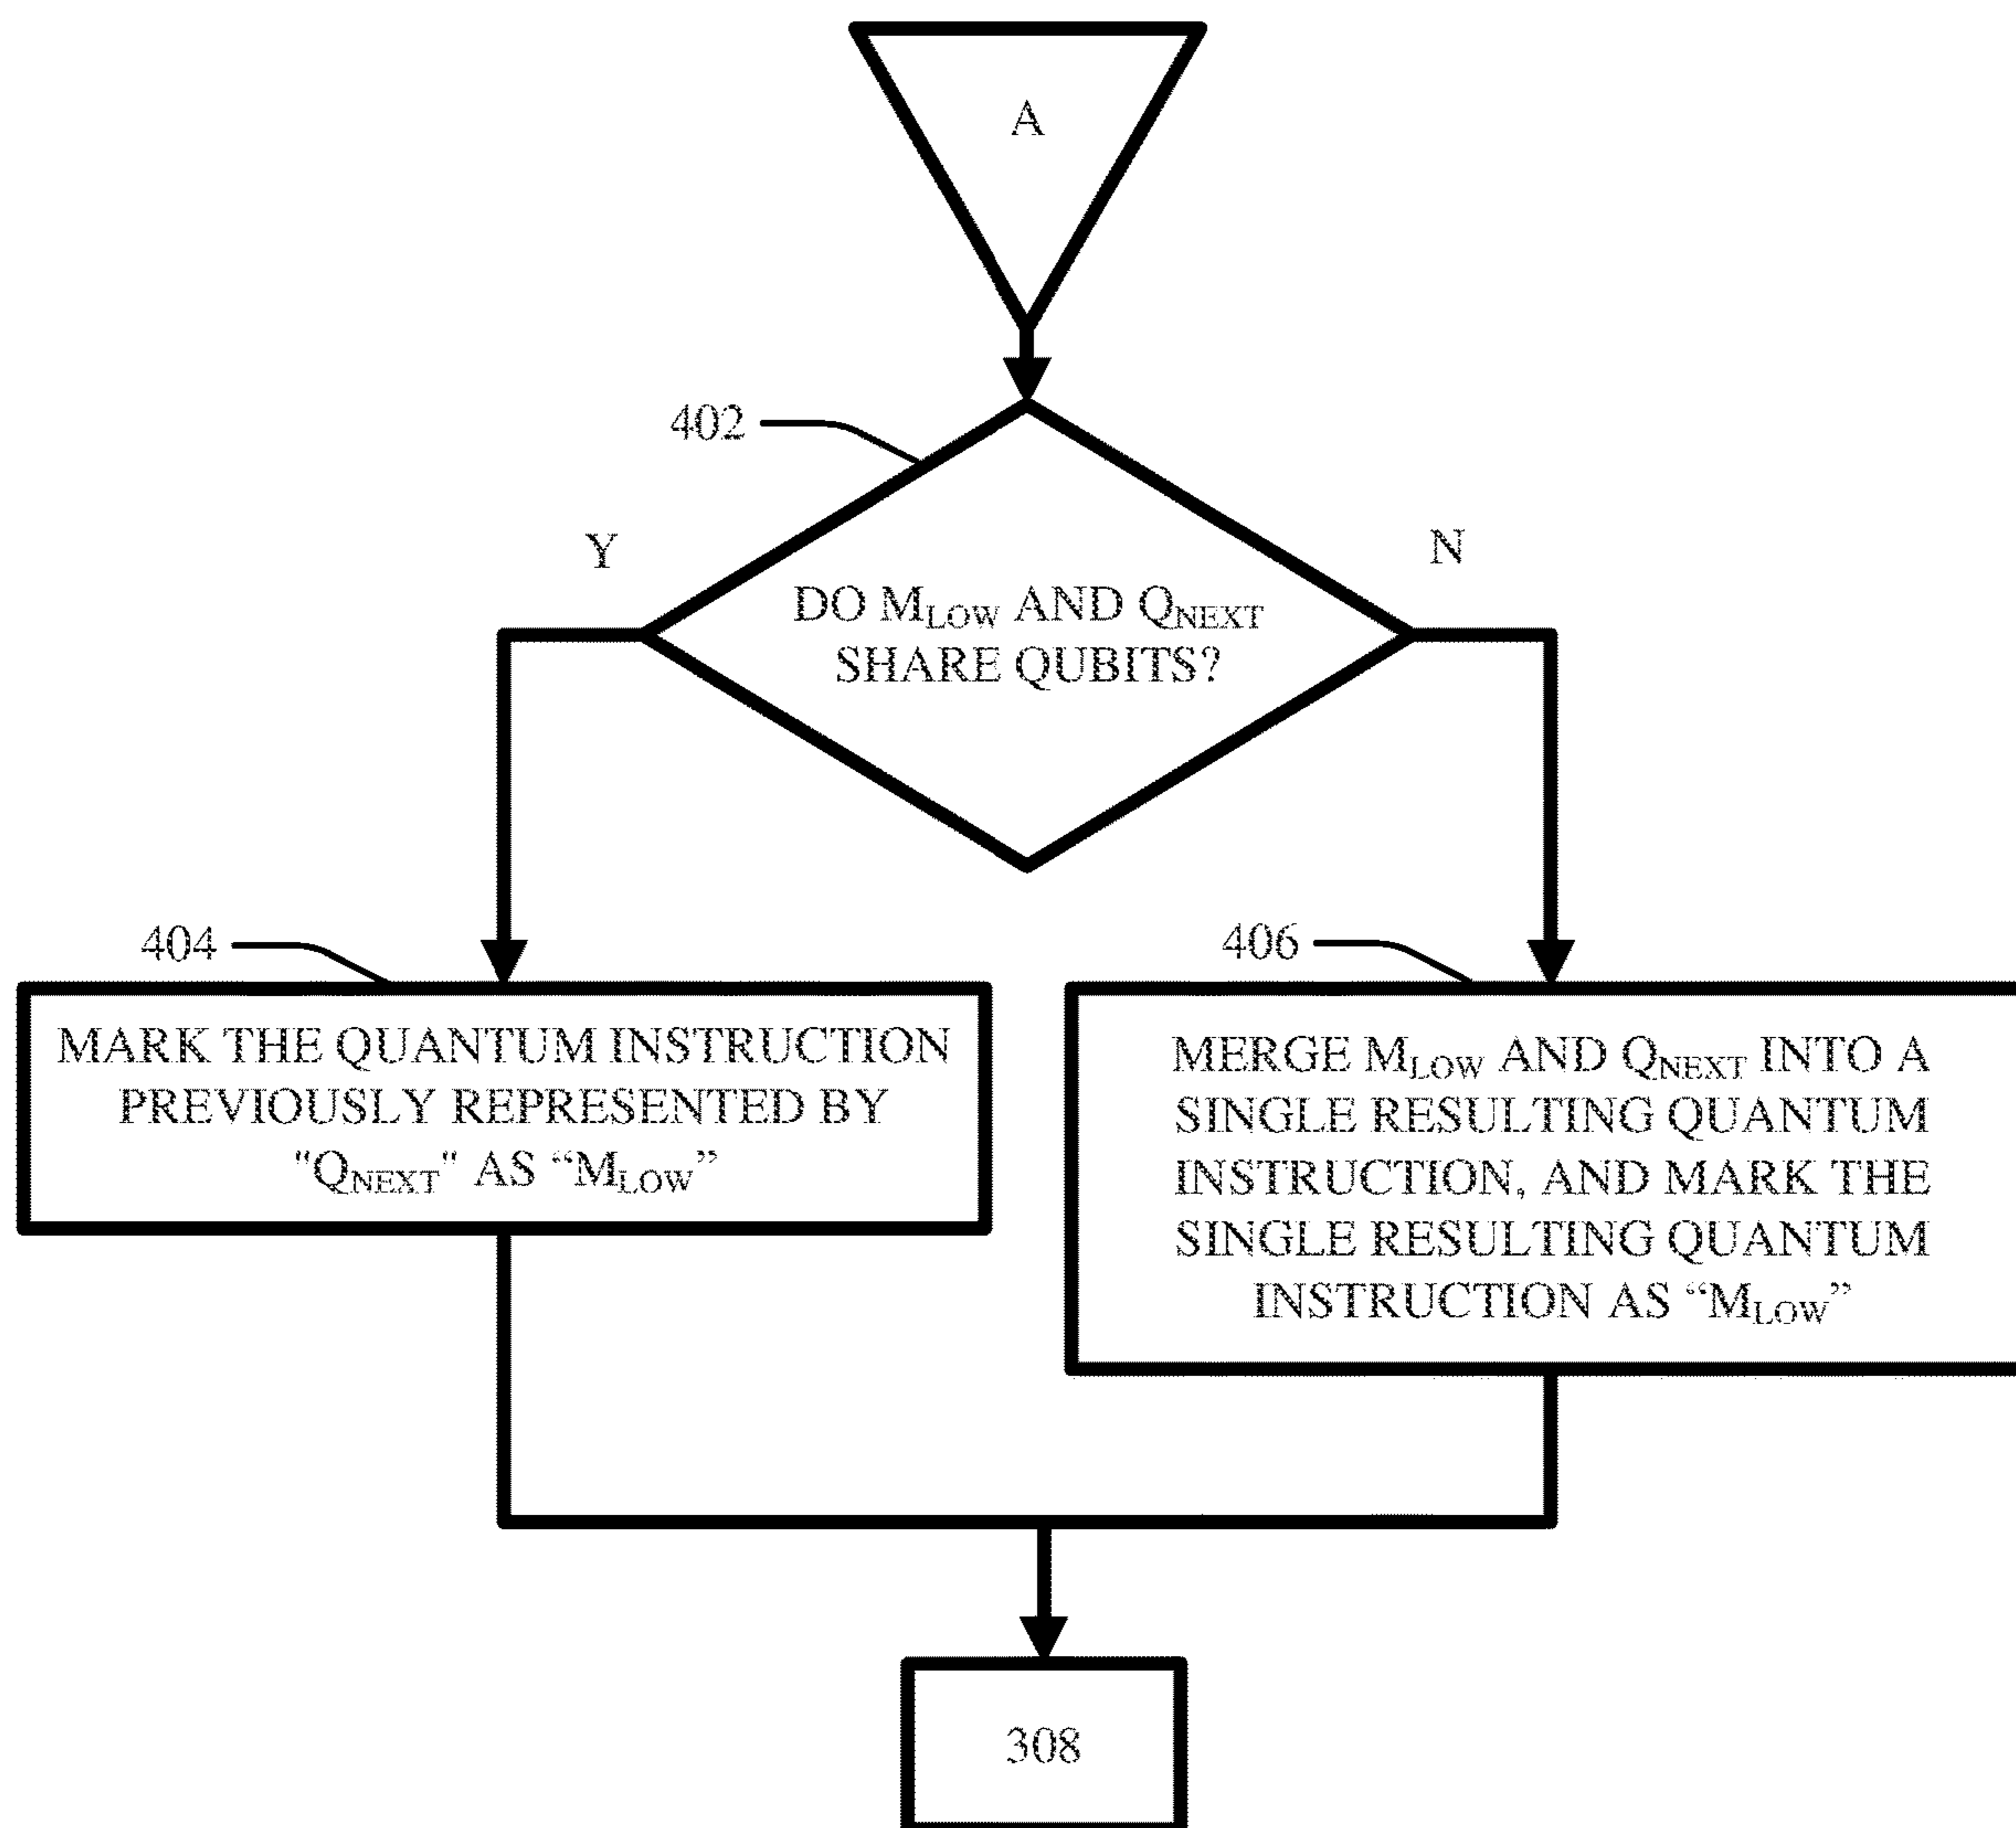 A
402
Y
N
DO MLOW AND QNEXT
SHARE QUBITS?
404
406
MARK THE QUANTUM INSTRUCTION
PREVIOUSLY REPRESENTED BY
"QNEXT" AS “MLOW”
MERGE MLOW AND QNEXT INTO A
SINGLE RESULTING QUANTUM
INSTRUCTION, AND MARK THE
SINGLE RESULTING QUANTUM
INSTRUCTION AS “MLOW”
308